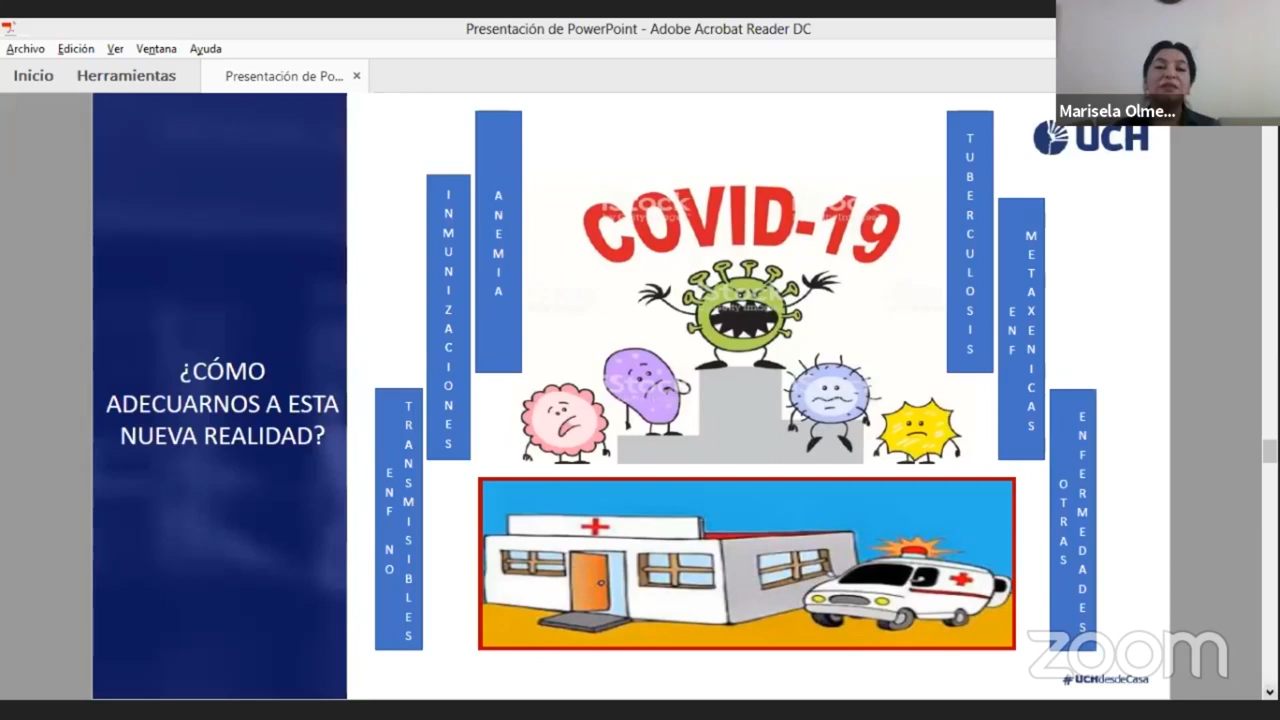 Presentación de PowerPoint - Adobe Acrobat Reader DC
Archivo Edición Ver Ventana Ayuda
Inicio Herramientas Presentación de Po... ×
Marisela Olme...
UCH
¿CÓMO
ADECUARNOS A ESTA
NUEVA REALIDAD?
ENF NO
TRANSMISIBLES
INMUNIZACIONES
ANEMIA
COVID-19
iStock
TUBERCULOSIS
ENF
METAXENICAS
OTRAS
ENFERMEDADES
zoom
#UCHdesdeCasa